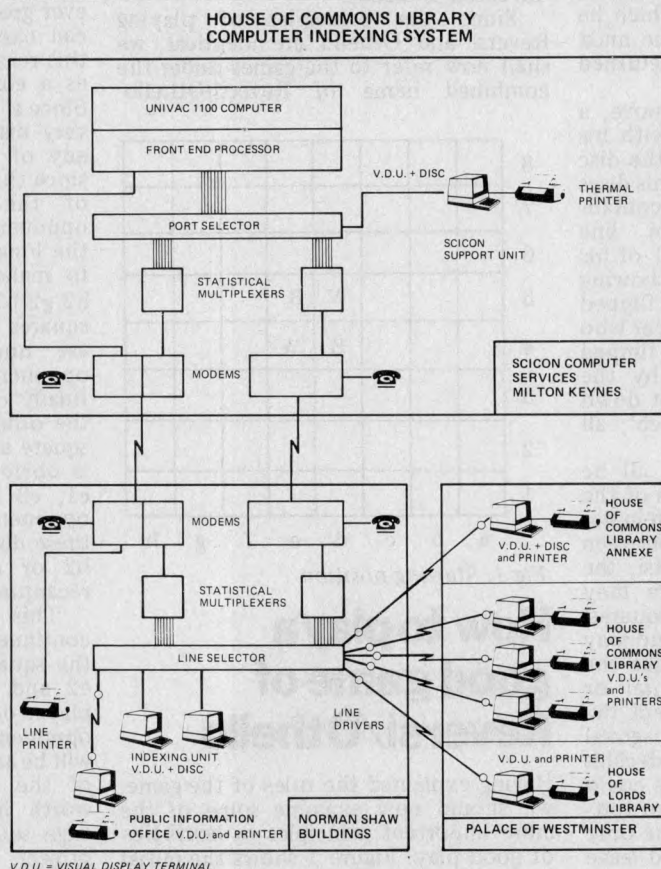 HOUSE OF COMMONS LIBRARY
COMPUTER INDEXING SYSTEM
UNIVAC 1100 COMPUTER
FRONT END PROCESSOR
V.D.U. + DISC
THERMAL
PRINTER
PORT SELECTOR
SCICON
SUPPORT UNIT
STATISTICAL
MULTIPLEXERS
MODEMS
SCICON COMPUTER
SERVICES
MILTON KEYNES
MODEMS
STATISTICAL
MULTIPLEXERS
LINE SELECTOR
LINE
PRINTER
INDEXING UNIT
V.D.U. + DISC
LINE
DRIVERS
PUBLIC INFORMATION
OFFICE V.D.U. and PRINTER
NORMAN SHAW
BUILDINGS
HOUSE
OF
COMMONS
LIBRARY
ANNEXE
V.D.U. + DISC
PRINTER
HOUSE
OF
COMMONS
LIBRARY
V.D.U.'s
and
PRINTERS
V.D.U. and PRINTER
HOUSE
OF
LORDS
LIBRARY
PALACE OF WESTMINSTER
V.D.U. = VISUAL DISPLAY TERMINAL